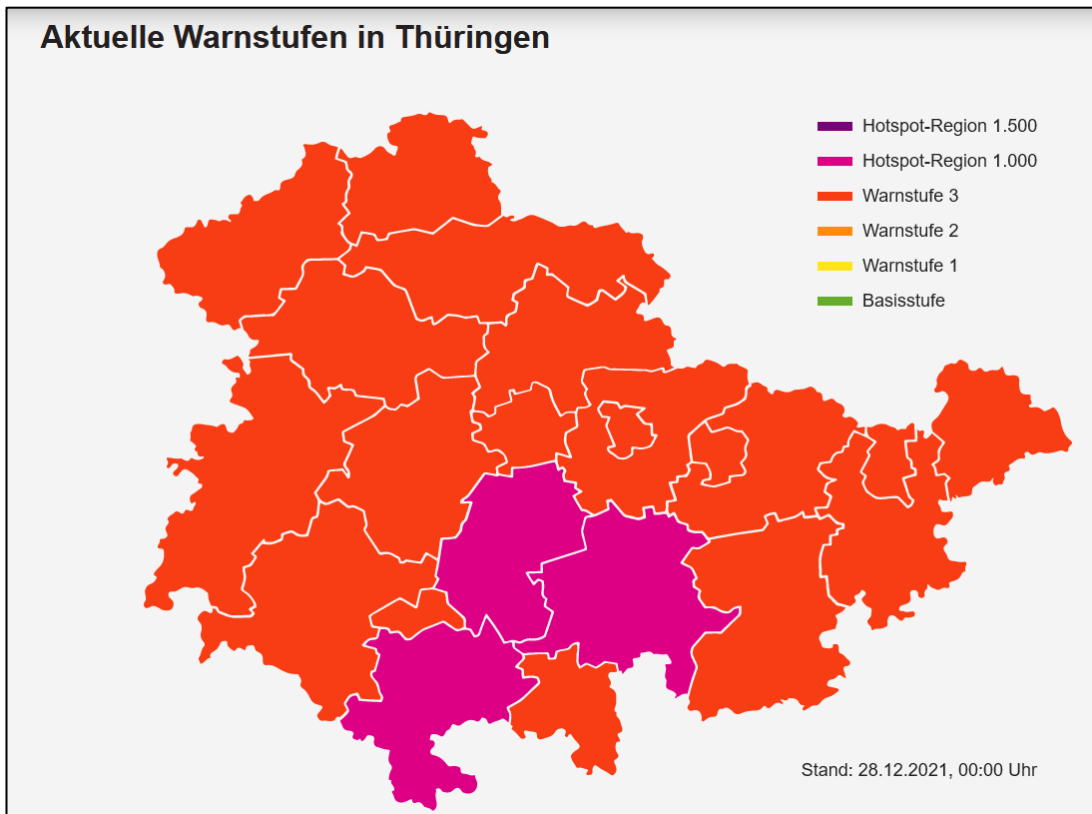 Aktuelle Warnstufen in Thüringen
Hotspot-Region 1.500
Hotspot-Region 1.000
Warnstufe 3
Warnstufe 2
Warnstufe 1
Basisstufe
Stand: 28.12.2021, 00:00 Uhr